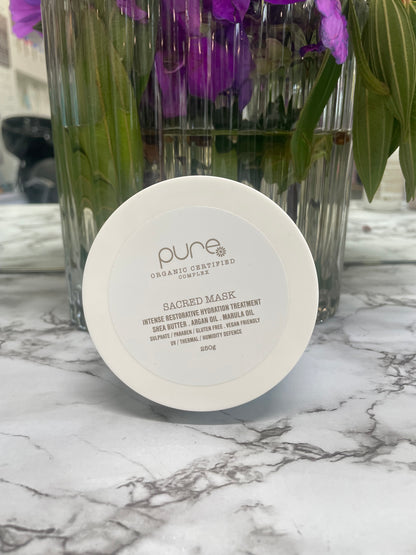 pure
ORGANIC CERTIFIED
COMPLEX
SACRED MASK
INTENSE RESTORATIVE HYDRATION TREATMENT
SHEA BUTTER . ARGAN OIL . MARULA OIL
SULPHATE / PARABEN / GLUTEN FREE . VEGAN FRIENDLY
UV / THERMAL / HUMIDITY DEFENCE
250g